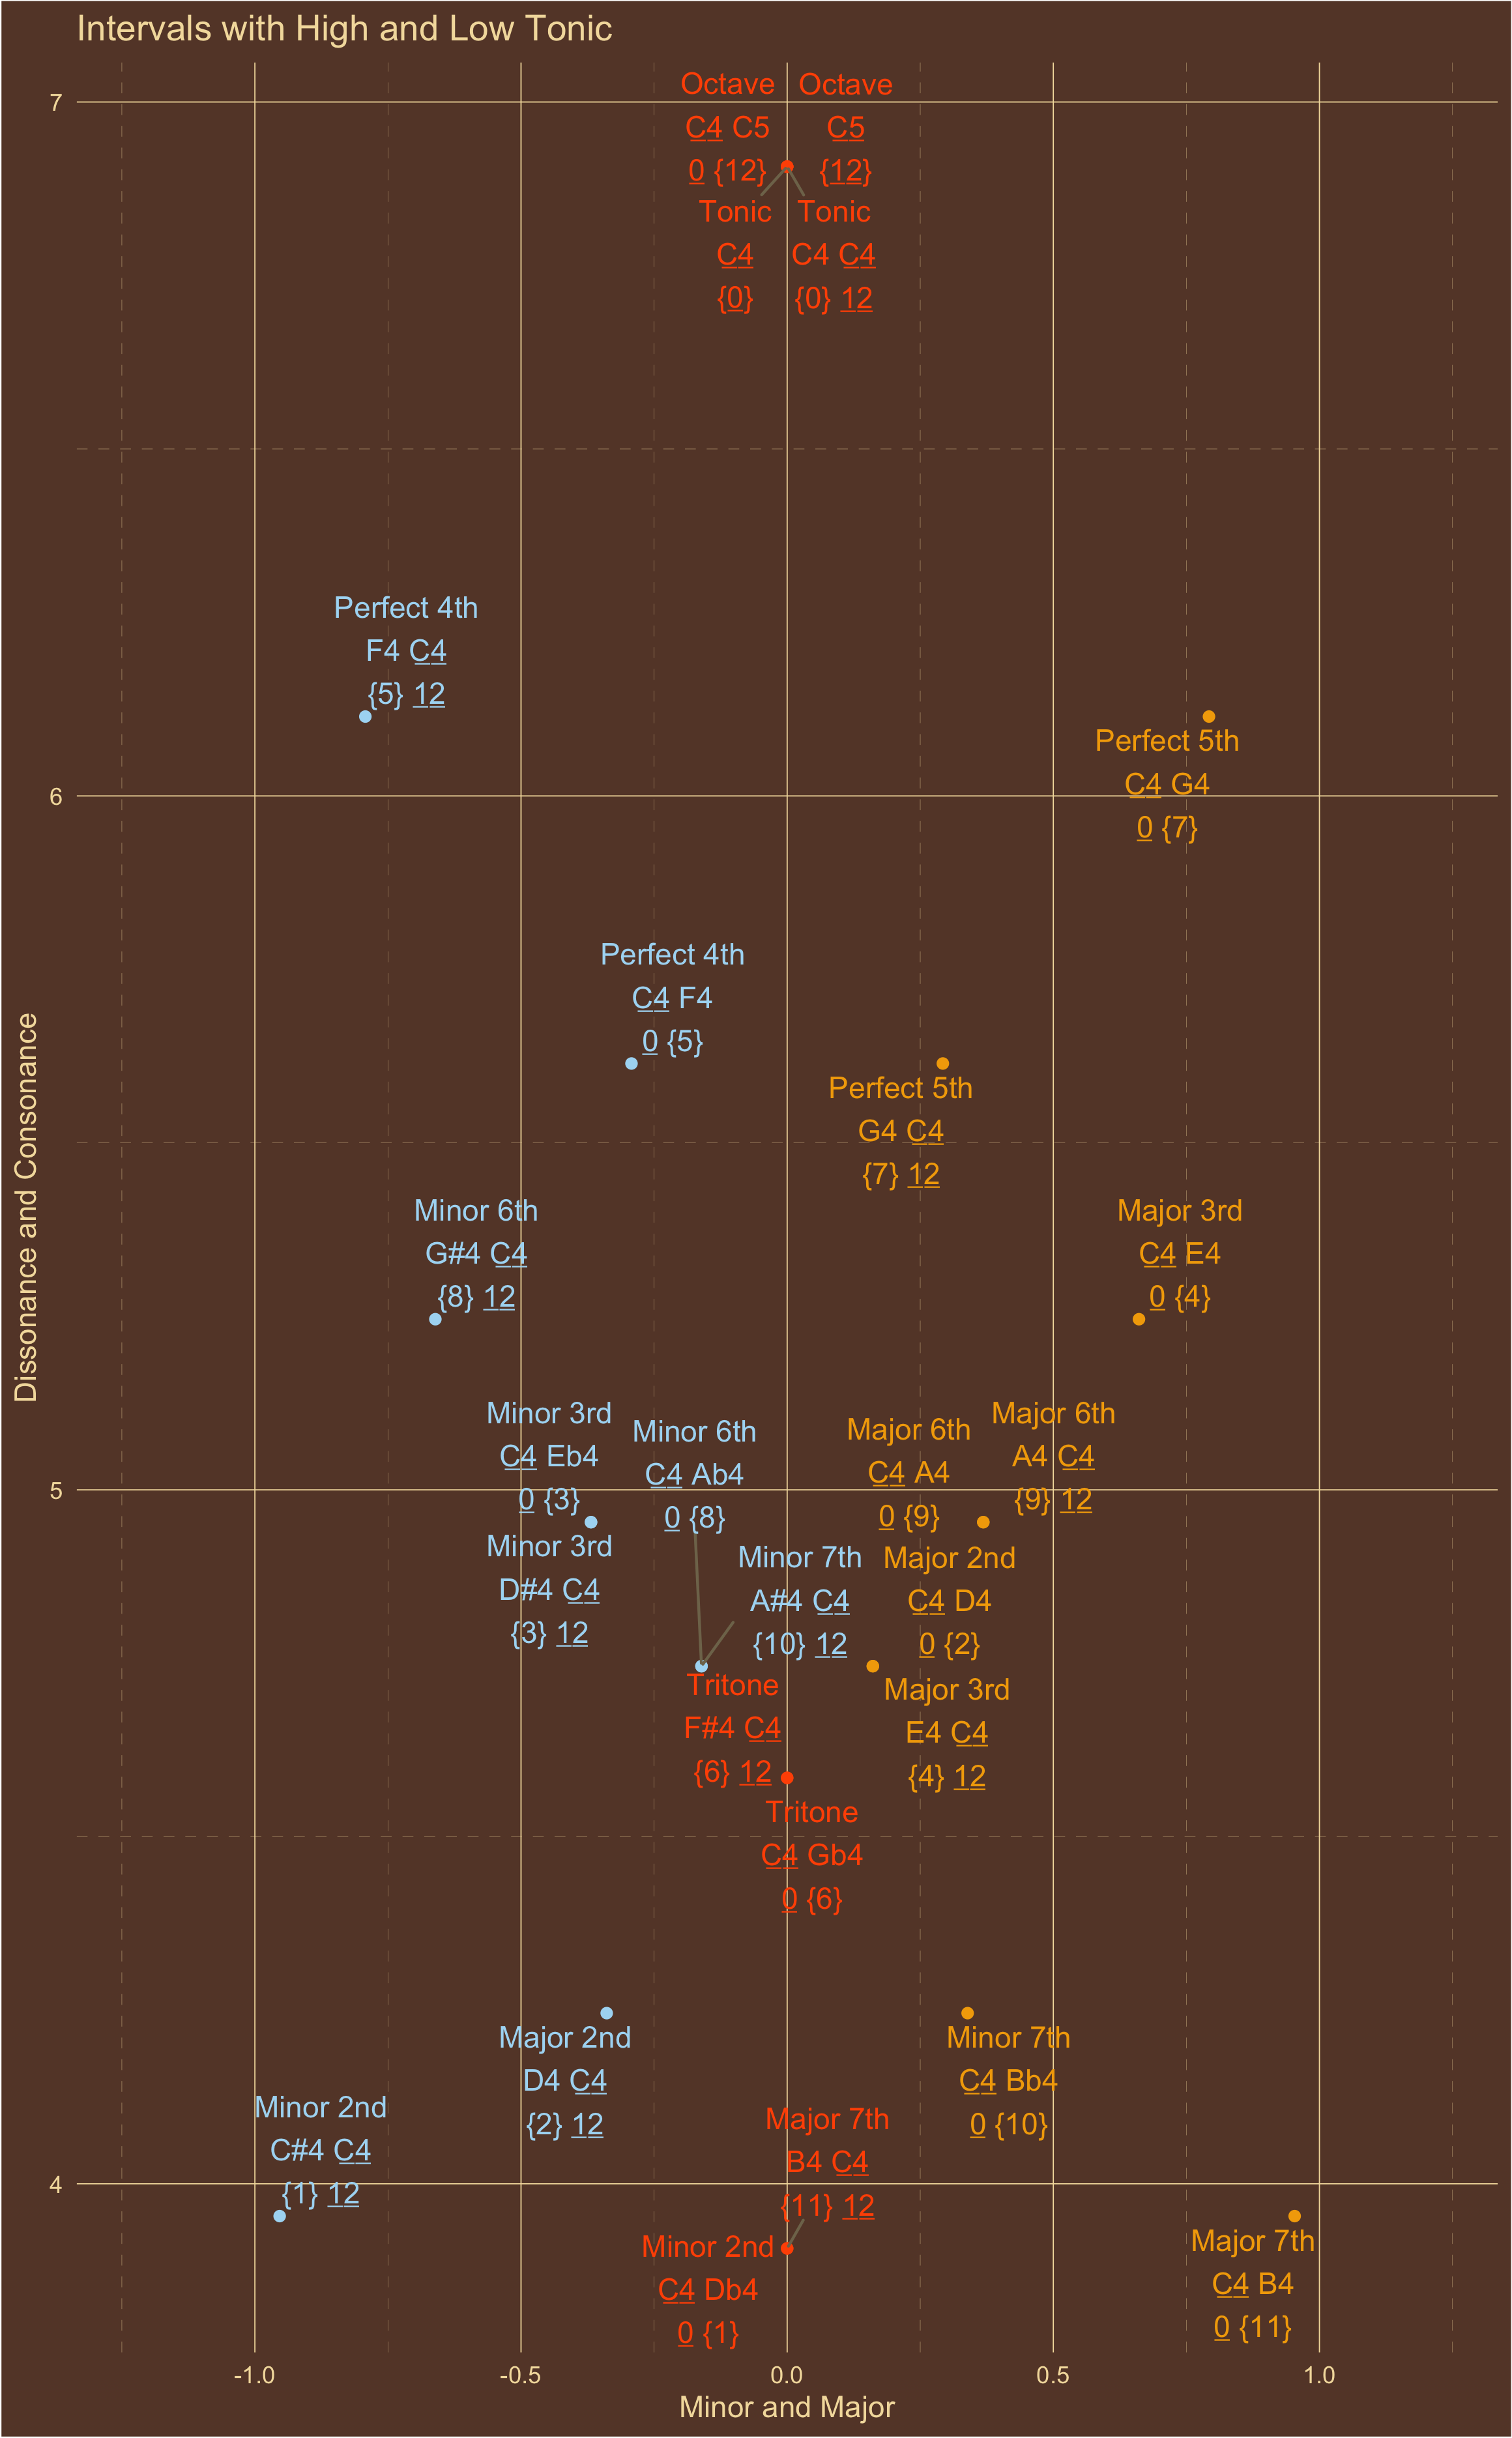 Intervals with High and Low Tonic
7
Octave
C4 C5
0 {12}
Octave
C5
{12}
Tonic
C4
{0}
Tonic
C4 C4
{0} 12
Perfect 4th
F4 C4
{5} 12
Perfect 5th
C4 G4
0 {7}
6
Perfect 4th
C4 F4
0 {5}
Perfect 5th
G4 C4
{7} 12
Minor 6th
G#4 C4
{8} 12
Major 3rd
C4 E4
0 {4}
Dissonance and Consonance
Minor 3rd
C4 Eb4
0 {3}
Minor 6th
C4 Ab4
0 {8}
Major 6th
C4 A4
0 {9}
Major 6th
A4 C4
{9} 12
5
Minor 3rd
D#4 C4
{3} 12
Minor 7th
A#4 C4
{10} 12
Major 2nd
C4 D4
0 {2}
Tritone
F#4 C4
{6} 12
Major 3rd
E4 C4
{4} 12
Tritone
C4 Gb4
0 {6}
Major 2nd
D4 C4
{2} 12
Minor 7th
C4 Bb4
0 {10}
Minor 2nd
C#4 C4
{1} 12
Major 7th
B4 C4
{11} 12
4
Minor 2nd
C4 Db4
0 {1}
Major 7th
C4 B4
0 {11}
-1.0
-0.5
0.0
0.5
1.0
Minor and Major